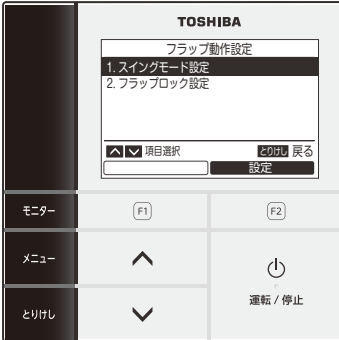 TOSHIBA
フラップ動作設定
1. スイングモード設定
2. フラップロック設定
項目選択 とりけし 戻る
設定
モニター F1 F2
メニュー
運転 / 停止
とりけし